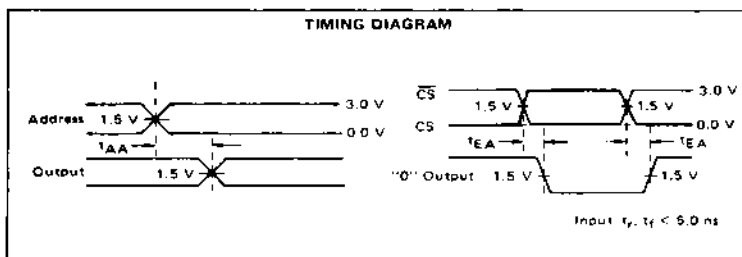 TIMING DIAGRAM
Address
1.5 V
3.0 V
0.0 V
tAA
Output
1.5 V
CS
CS
1.5 V
1.5 V
3.0 V
0.0 V
tEA
tEA
"0" Output
1.5 V
1.5 V
Input tr, tf < 5.0 ns